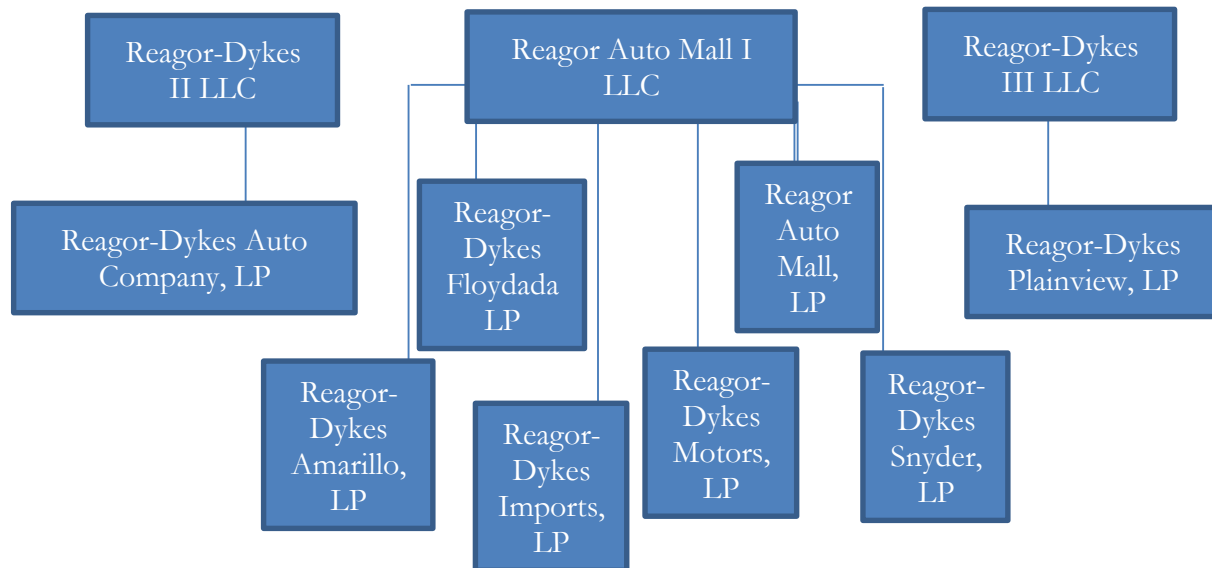 Reagor-Dykes
II LLC
Reagor Auto Mall I
LLC
Reagor-Dykes
III LLC
Reagor-Dykes Auto
Company, LP
Reagor-
Dykes
Floydada
LP
Reagor
Auto
Mall,
LP
Reagor-Dykes
Plainview, LP
Reagor-
Dykes
Amarillo,
LP
Reagor-
Dykes
Imports,
LP
Reagor-
Dykes
Motors,
LP
Reagor-
Dykes
Snyder,
LP